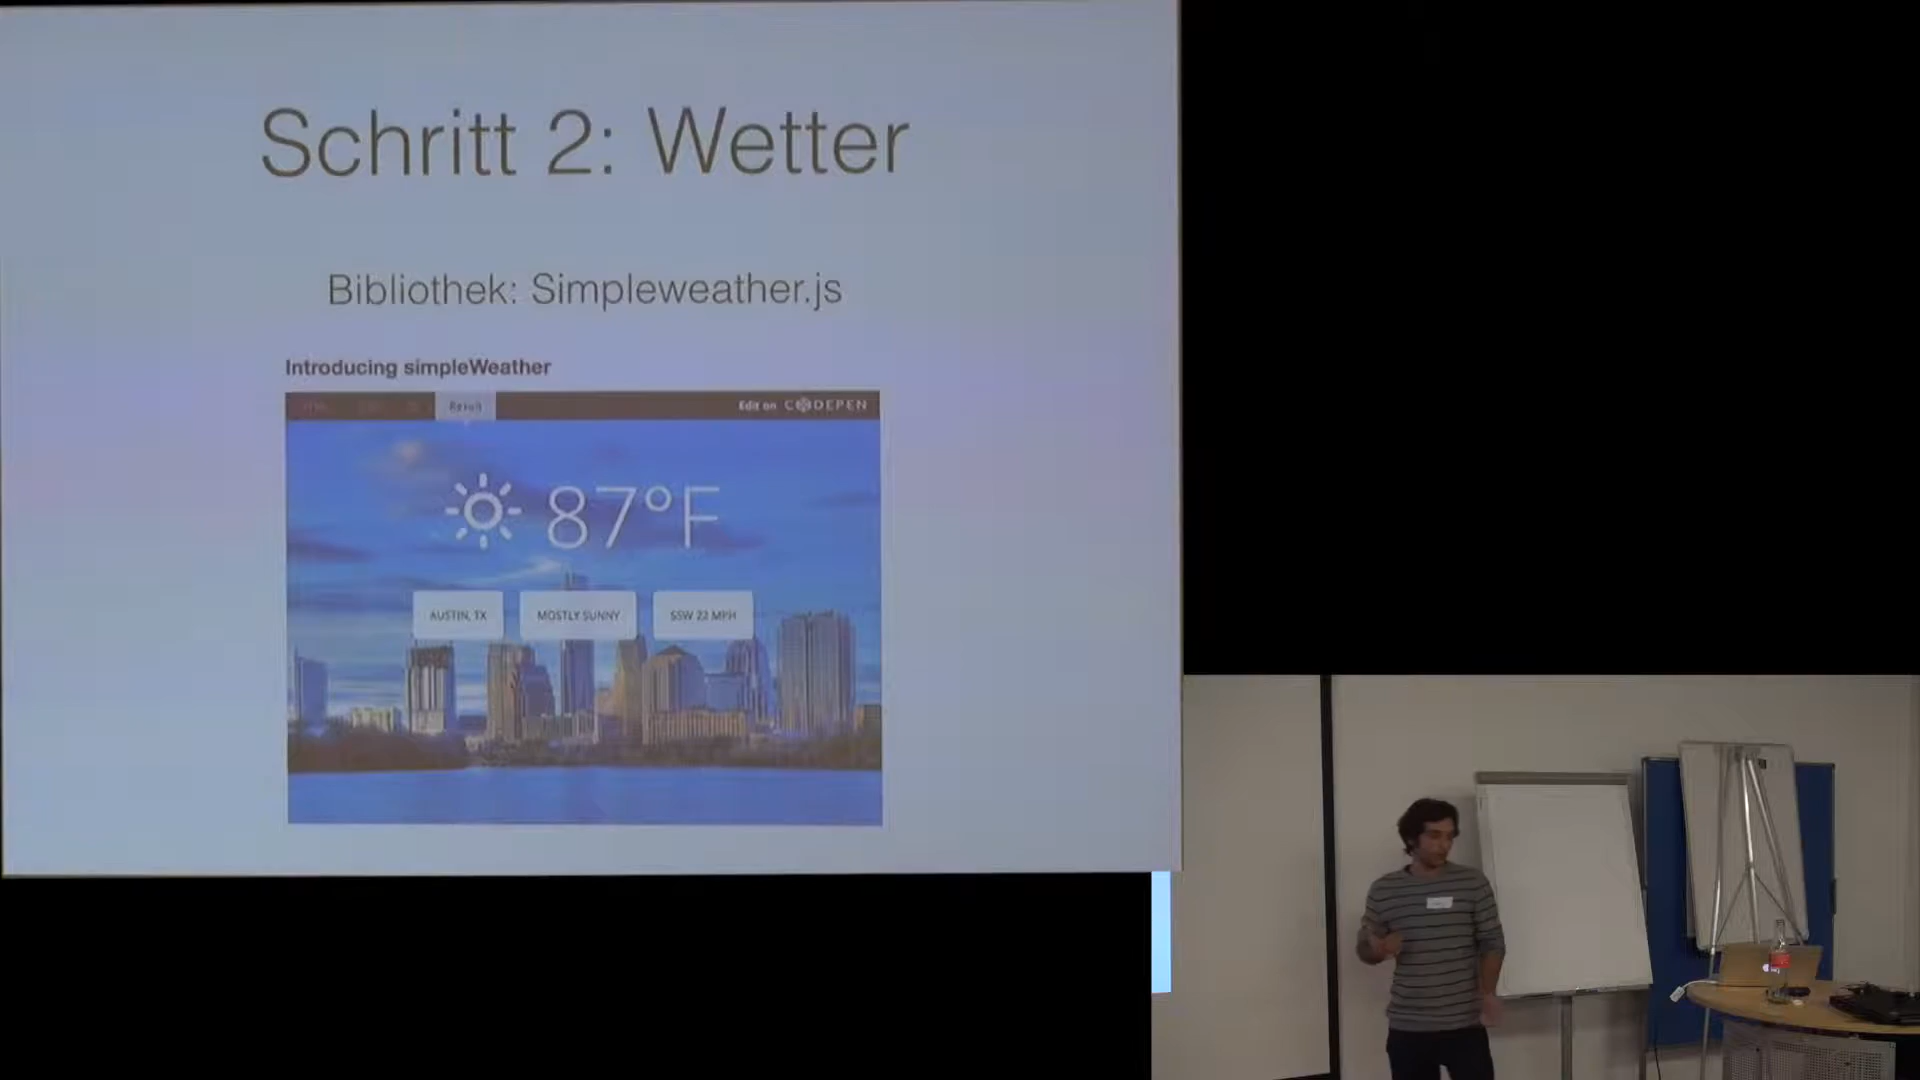 Schritt 2: Wetter
Bibliothek: Simpleweather.js
Introducing simpleWeather
Result
Edit on CODEPEN
87°F
AUSTIN, TX
MOSTLY SUNNY
SSW 22 MPH